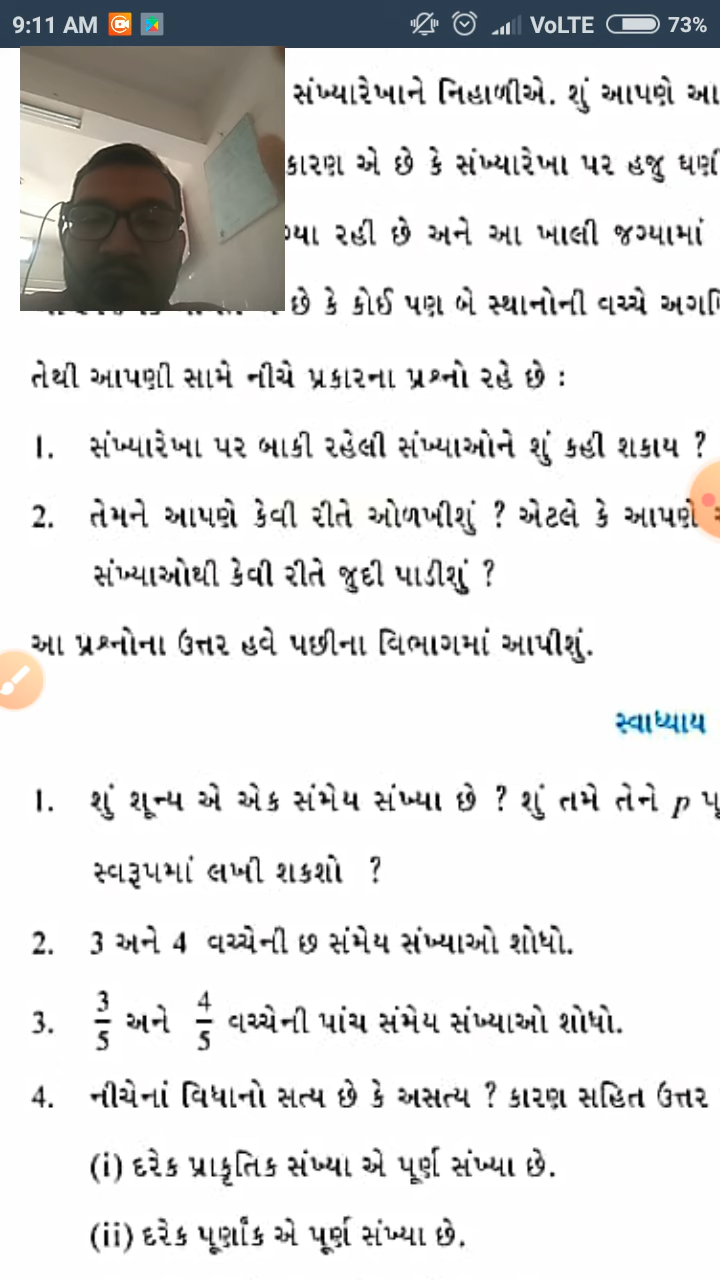 9:11 AM VoLTE 73%
સંખ્યારેખાને નિહાળીએ. શું આપણે આ
કારણ એ છે કે સંખ્યારેખા પર હજુ
રહી છે અને આ ખાલી જગ્યામાં
છે કે કોઈ પણ બે સ્થાનોની વચ્ચે
તેથી આપણી સામે નીચે પ્રકારના પ્રશ્નો રહે છે :
1. સંખ્યારેખા પર બાકી રહેલી સંખ્યાઓને શું કહી શકાય ?
2. તેમને આપણે કેવી રીતે ઓળખીશું ? એટલે કે આપણે
સંખ્યાઓથી કેવી રીતે જુદી પાડીશું ?
આ પ્રશ્નોના ઉત્તર હવે પછીના વિભાગમાં આપીશું.
સ્વાધ્યાય
1. શું શૂન્ય એ એક સંમેય સંખ્યા છે ? શું તમે તેને p
સ્વરૂપમાં લખી શકશો ?
2. 3 અને 4 વચ્ચેની છ સંમેય સંખ્યાઓ શોધો.
3. 3/5 અને 4/5 વચ્ચેની પાંચ સંમેય સંખ્યાઓ શોધો.
4. નીચેનાં વિધાનો સત્ય છે કે અસત્ય ? કારણ સહિત ઉત્તર
(i) દરેક પ્રાકૃતિક સંખ્યા એ પૂર્ણ સંખ્યા છે.
(ii) દરેક પૂર્ણાંક એ પૂર્ણ સંખ્યા છે.